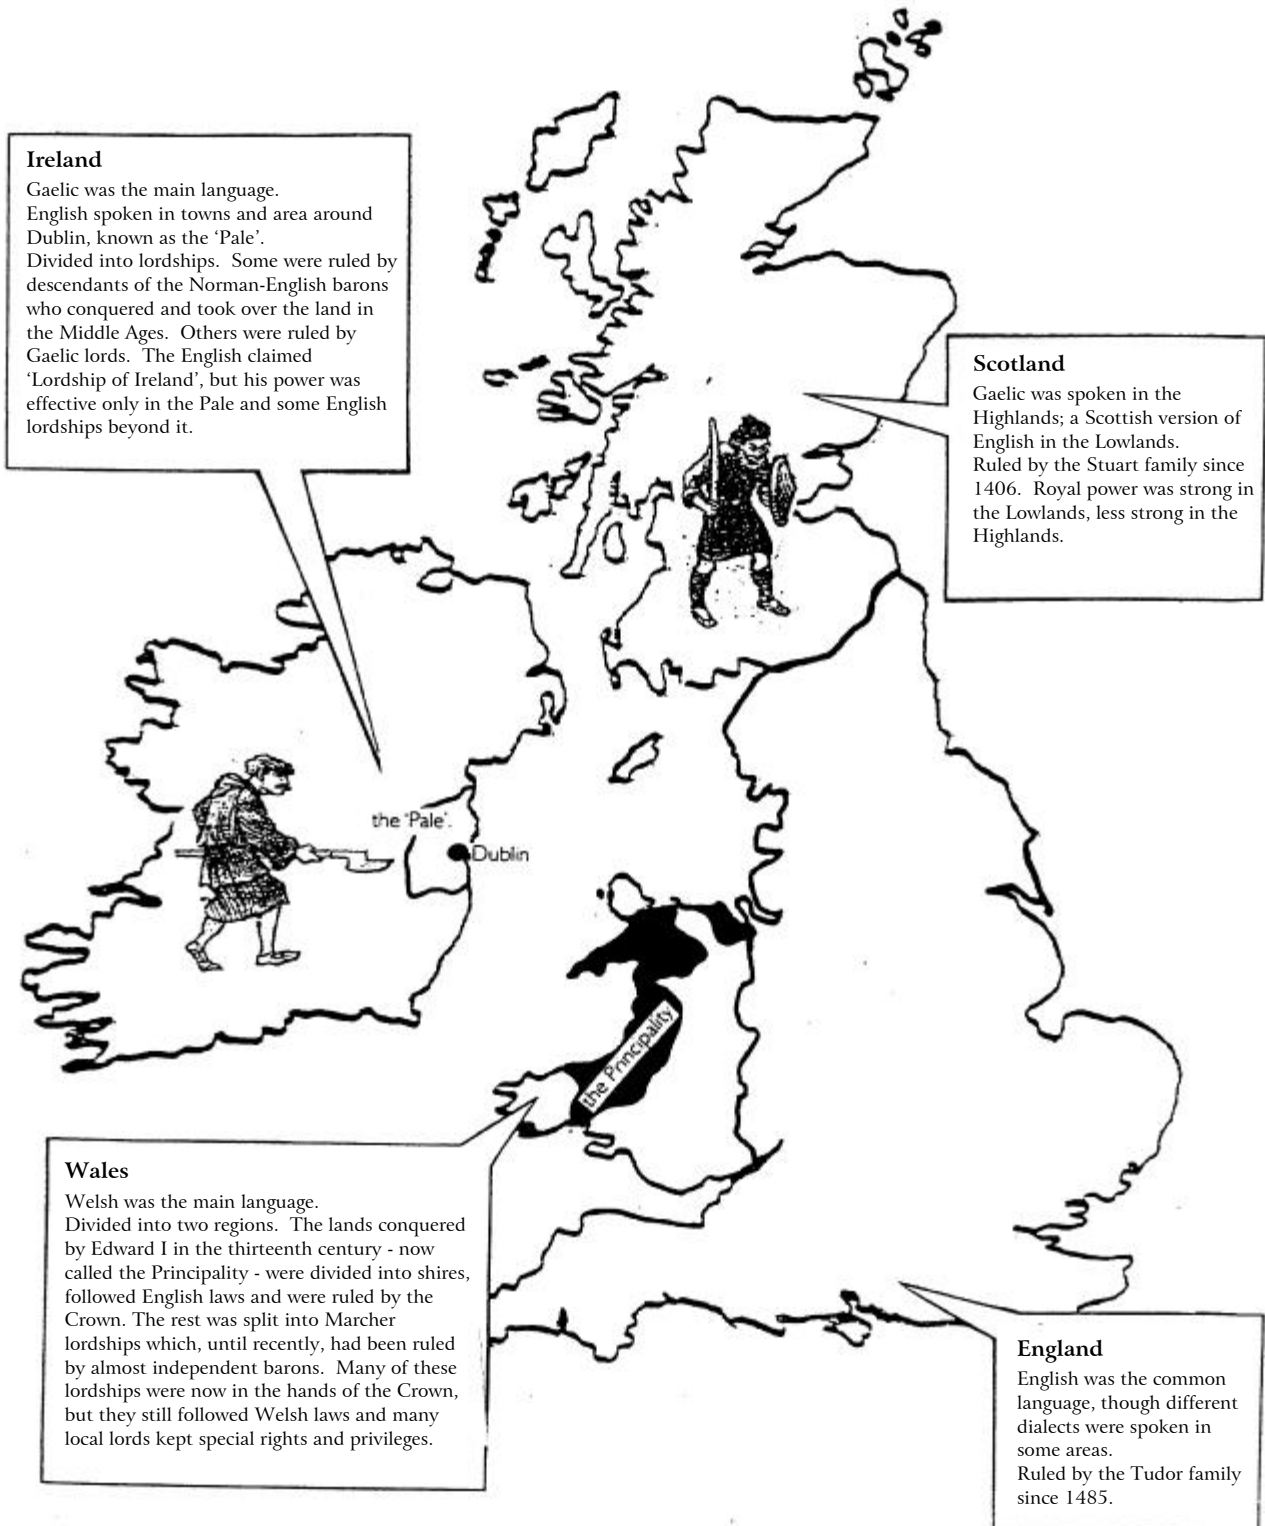 Ireland
Gaelic was the main language.
English spoken in towns and area around
Dublin, known as the ‘Pale’.
Divided into lordships.  Some were ruled by
descendants of the Norman-English barons
who conquered and took over the land in
the Middle Ages.  Others were ruled by
Gaelic lords.  The English claimed
‘Lordship of Ireland’, but his power was
effective only in the Pale and some English
lordships beyond it.
Scotland
Gaelic was spoken in the
Highlands; a Scottish version of
English in the Lowlands.
Ruled by the Stuart family since
1406.  Royal power was strong in
the Lowlands, less strong in the
Highlands.
the ‘Pale’.
Dublin
the Principality
Wales
Welsh was the main language.
Divided into two regions.  The lands conquered
by Edward I in the thirteenth century - now
called the Principality - were divided into shires,
followed English laws and were ruled by the
Crown. The rest was split into Marcher
lordships which, until recently, had been ruled
by almost independent barons.  Many of these
lordships were now in the hands of the Crown,
but they still followed Welsh laws and many
local lords kept special rights and privileges.
England
English was the common
language, though different
dialects were spoken in
some areas.
Ruled by the Tudor family
since 1485.